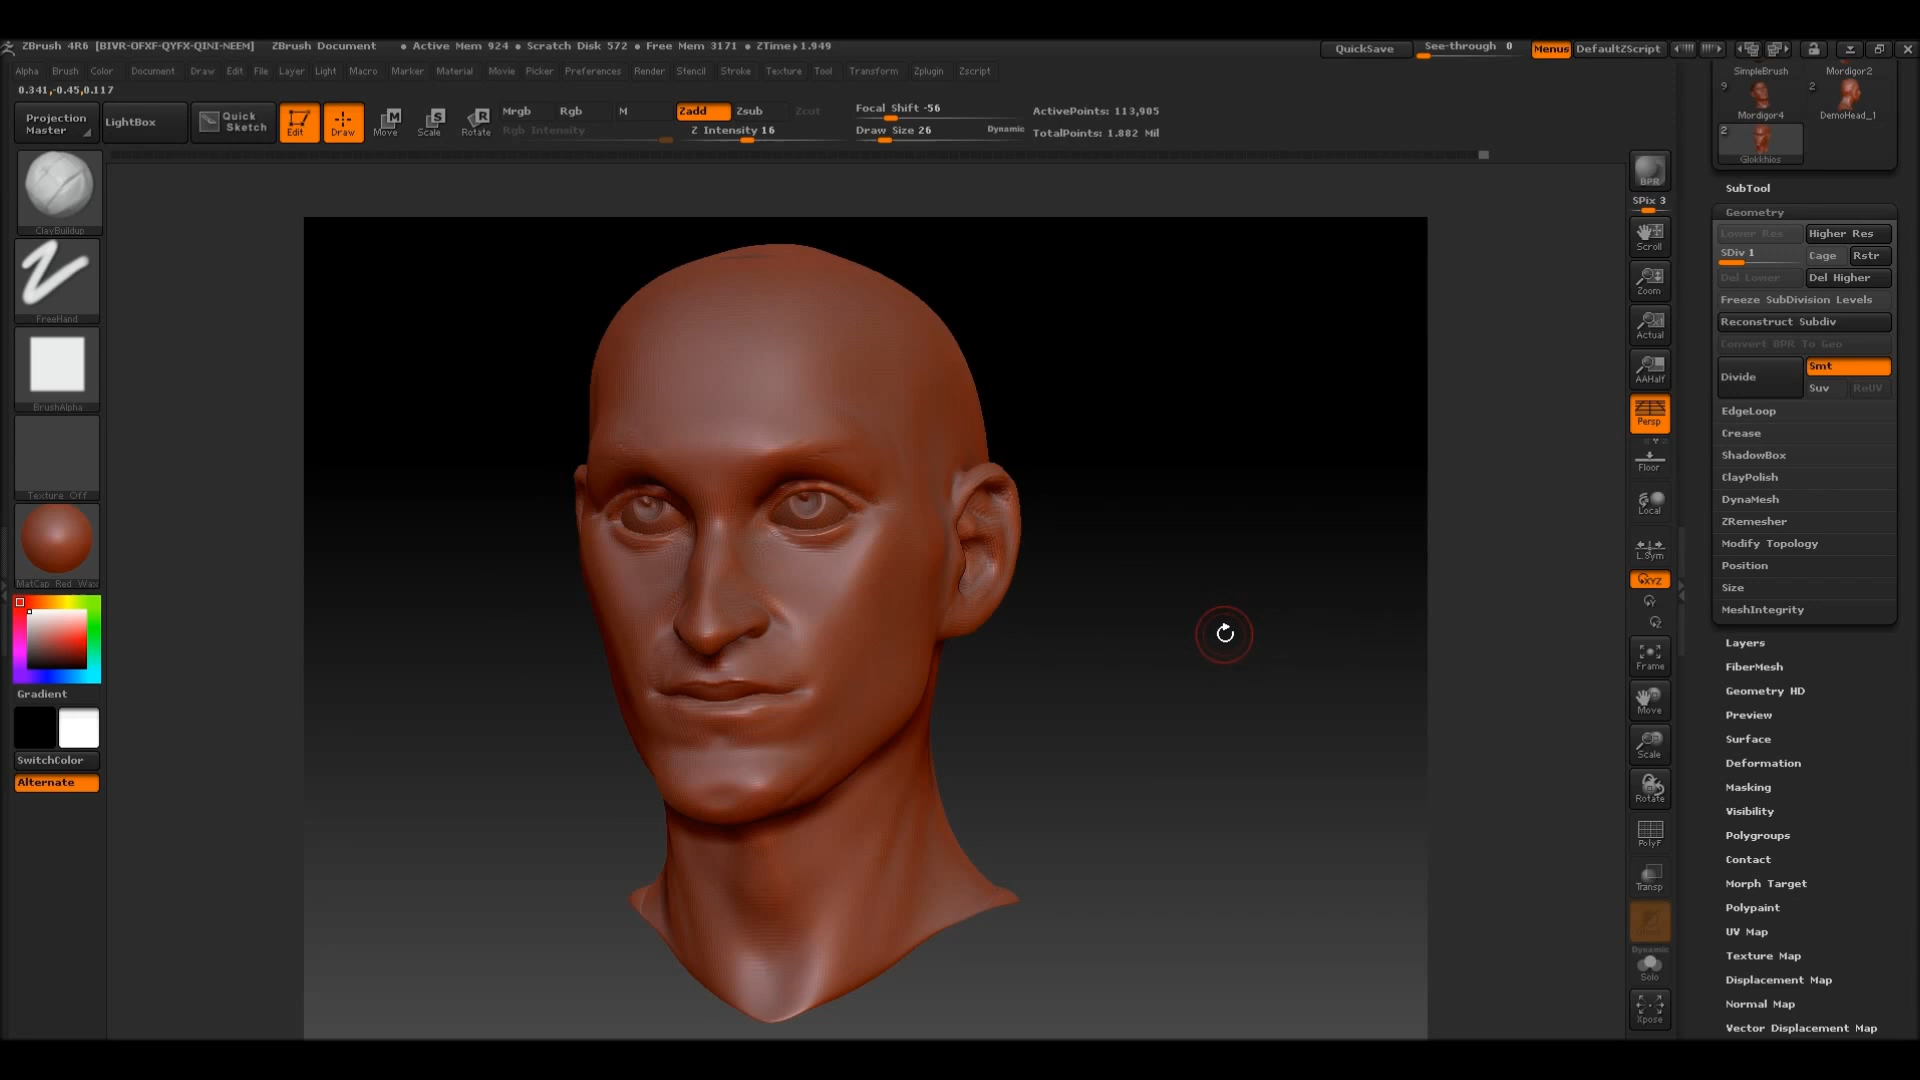 ZBrush 4R6 [BIVR-OFXF-QYFX-QINI-NEEM] ZBrush Document • Active Mem 924 • Scratch Disk 572 • Free Mem 3171 • ZTime▸1.949
QuickSave See-through 0 Menus DefaultZScript
Alpha Brush Color Document Draw Edit File Layer Light Macro Marker Material Movie Picker Preferences Render Stencil Stroke Texture Tool Transform Zplugin Zscript
0.341,-0.45,0.117
Projection Master
LightBox
Quick Sketch
Edit
Draw
Move
Scale
Rotate
Mrgb Rgb M Zadd Zsub Zcut
Rgb Intensity Z Intensity 16
Focal Shift -56
Draw Size 26 Dynamic
ActivePoints: 113,905
TotalPoints: 1.882 Mil
ClayBuildup
FreeHand
BrushAlpha
Texture Off
MatCap Red Wax
Gradient
SwitchColor
Alternate
BPR
SPix 3
Scroll
Zoom
Actual
AAHalf
Persp
Floor
Local
L.Sym
XYZ
Frame
Move
Scale
Rotate
PolyF
Transp
Dynamic
Solo
Xpose
SimpleBrush Mordigor2
9 2
Mordigor4 DemoHead_1
2
Glokkhios
SubTool
Geometry
Lower Res Higher Res
SDiv 1 Cage Rstr
Del Lower Del Higher
Freeze SubDivision Levels
Reconstruct Subdiv
Convert BPR To Geo
Divide Smt
Suv ReUV
EdgeLoop
Crease
ShadowBox
ClayPolish
DynaMesh
ZRemesher
Modify Topology
Position
Size
MeshIntegrity
Layers
FiberMesh
Geometry HD
Preview
Surface
Deformation
Masking
Visibility
Polygroups
Contact
Morph Target
Polypaint
UV Map
Texture Map
Displacement Map
Normal Map
Vector Displacement Map